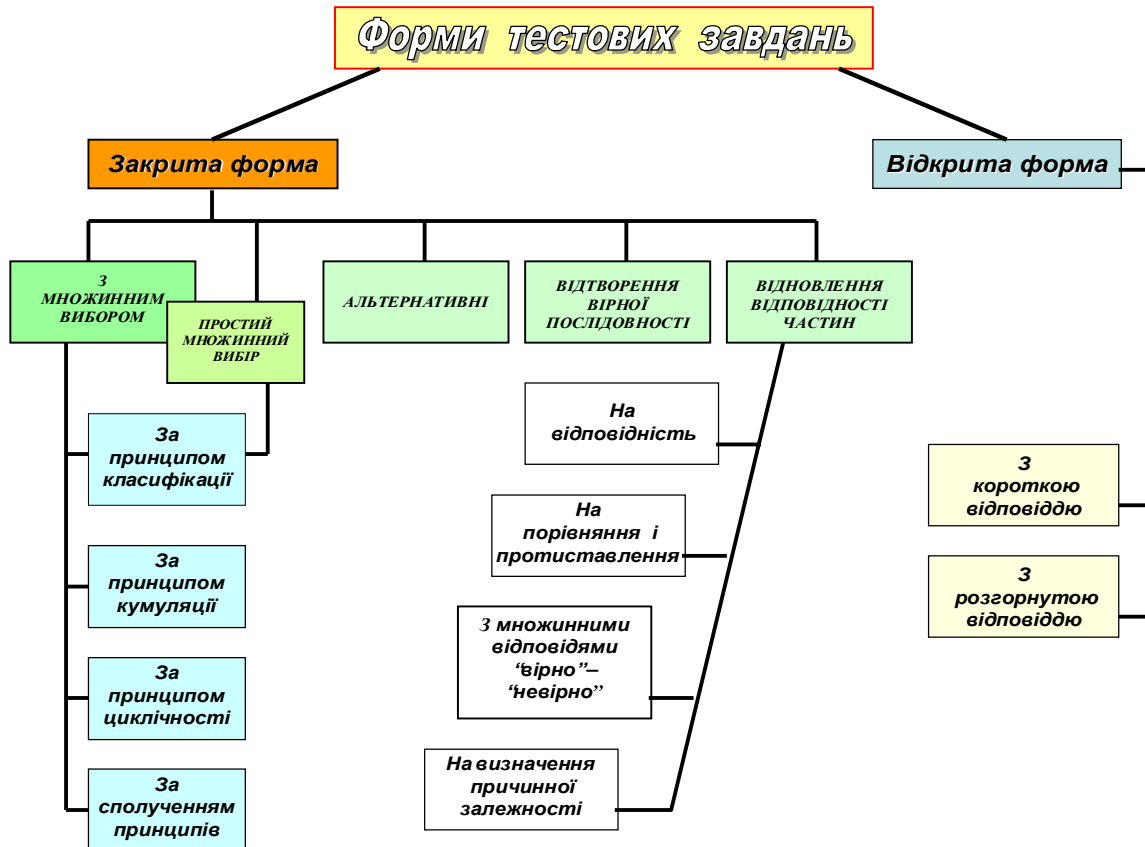 Форми тестових завдань
Закрита форма
Відкрита форма
З
МНОЖИННИМ
ВИБОРОМ
ПРОСТИЙ
МНОЖИННИЙ
ВИБІР
АЛЬТЕРНАТИВНІ
ВІДТВОРЕННЯ
ВІРНОЇ
ПОСЛІДОВНОСТІ
ВІДНОВЛЕННЯ
ВІДПОВІДНОСТІ
ЧАСТИН
За
принципом
класифікації
За
принципом
кумуляції
За
принципом
циклічності
За
сполученням
принципів
На
відповідність
На
порівняння і
протиставлення
З множинними
відповідями
“вірно”–
“невірно”
На визначення
причинної
залежності
З
короткою
відповіддю
З
розгорнутою
відповіддю